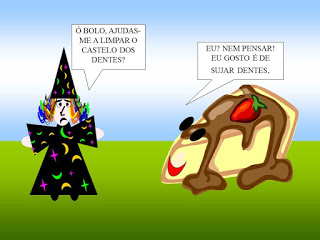 Ó BOLO, AJUDAS-
ME A LIMPAR O
CASTELO DOS
DENTES?
EU? NEM PENSAR!
EU GOSTO É DE
SUJAR DENTES.